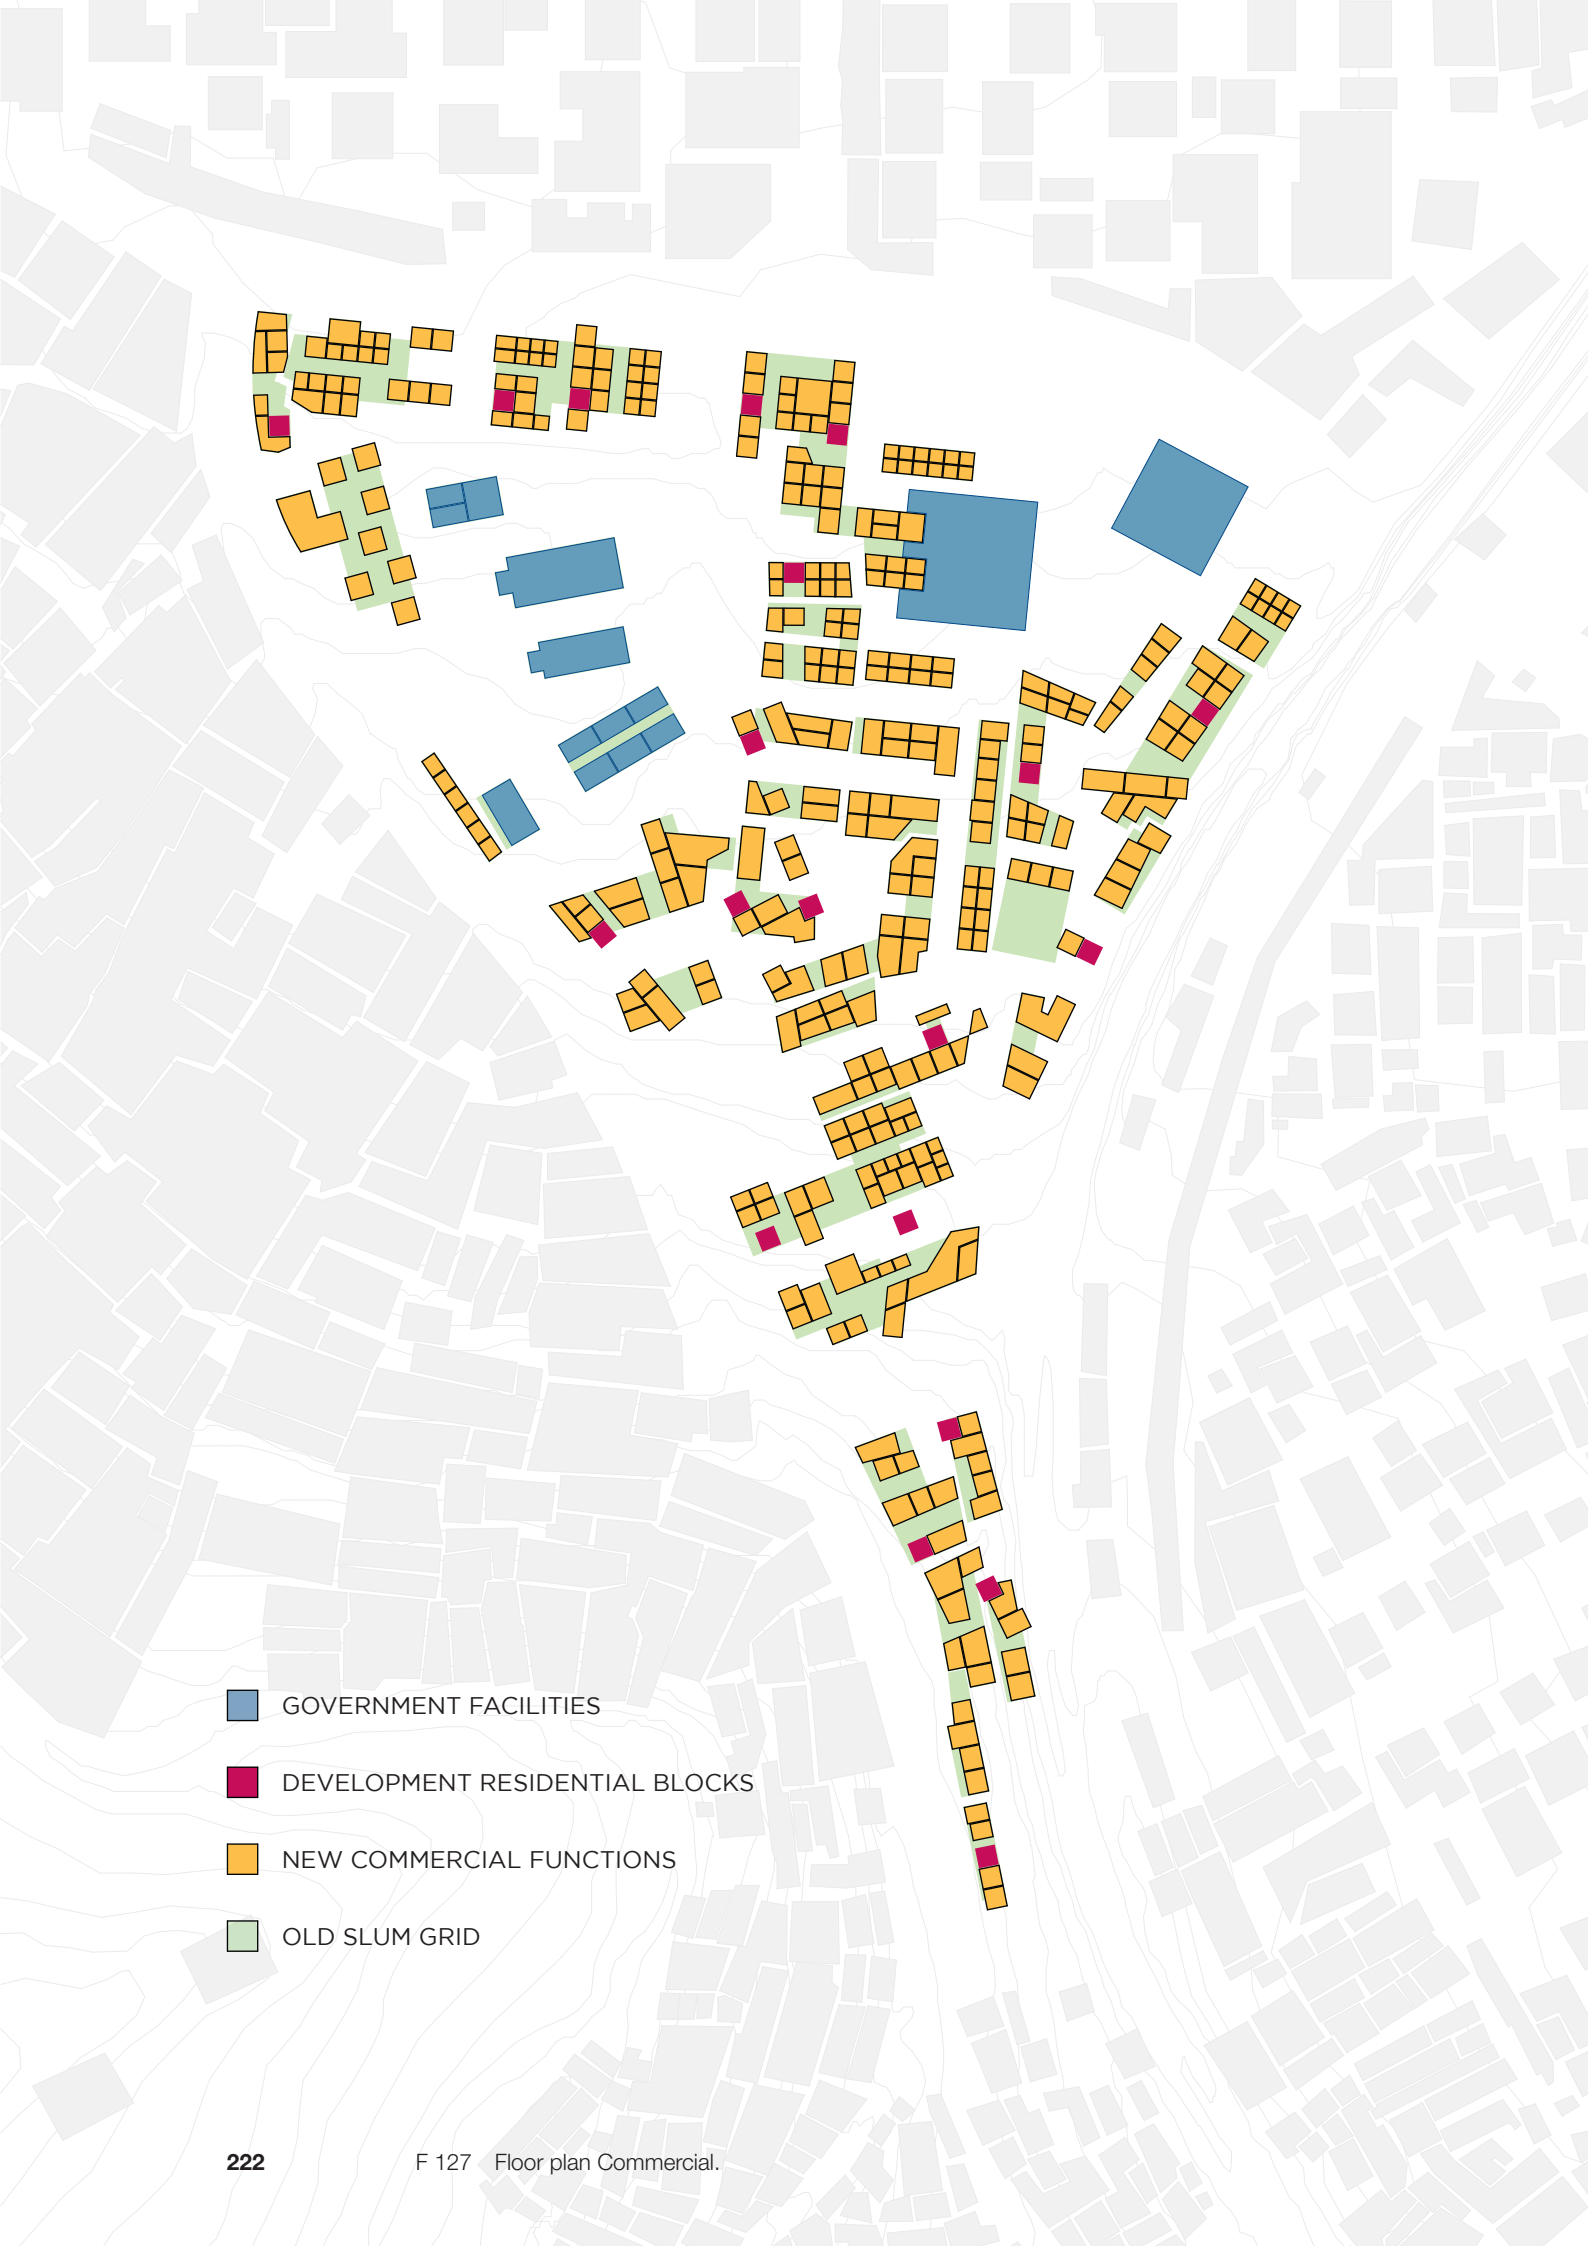 GOVERNMENT FACILITIES
DEVELOPMENT RESIDENTIAL BLOCKS
NEW COMMERCIAL FUNCTIONS
OLD SLUM GRID
222 F 127 Floor plan Commercial.